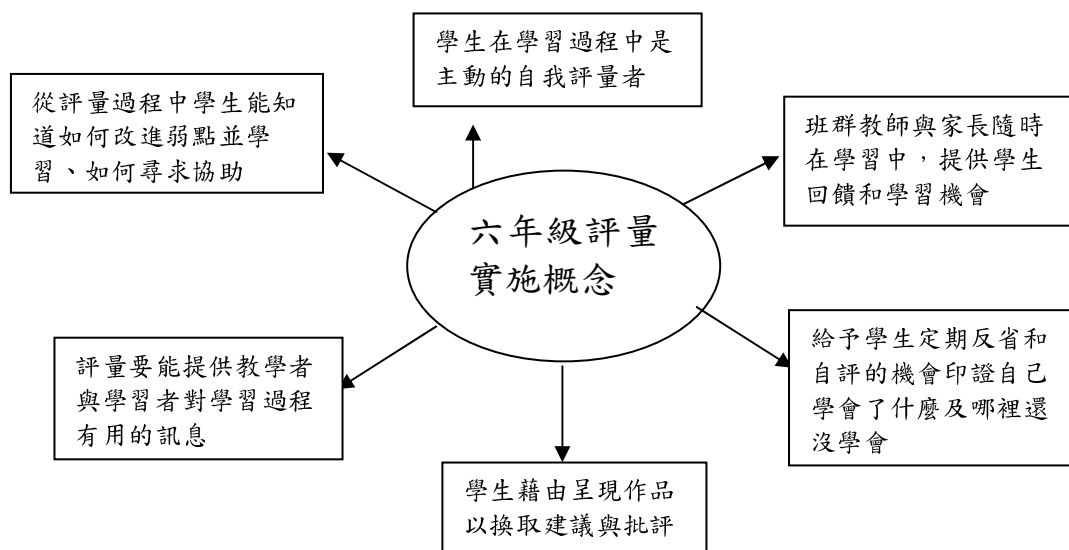 學生在學習過程中是
主動的自我評量者
從評量過程中學生能知
道如何改進弱點並學
習、如何尋求協助
班群教師與家長隨時
在學習中，提供學生
回饋和學習機會
六年級評量
實施概念
評量要能提供教學者
與學習者對學習過程
有用的訊息
給予學生定期反省和
自評的機會印證自己
學會了什麼及哪裡還
沒學會
學生藉由呈現作品
以換取建議與批評